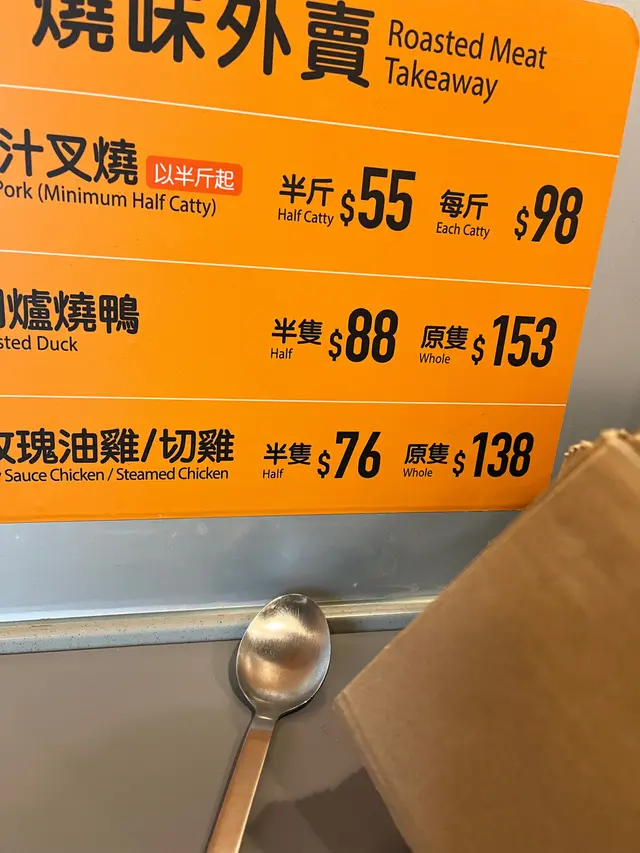 燒味外賣 Roasted Meat
Takeaway
汁叉燒 以半斤起 半斤 $55 每斤 $98
Pork (Minimum Half Catty) Half Catty Each Catty
爐燒鴨 半隻 $88 原隻 $153
sted Duck Half Whole
玫瑰油雞/切雞 半隻 $76 原隻 $138
Sauce Chicken / Steamed Chicken Half Whole